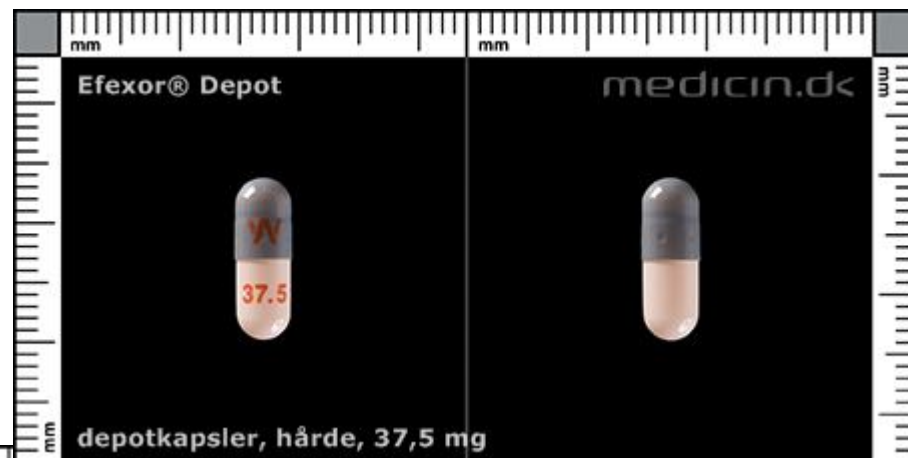 mm mm
Efexor® Depot medicin.dk
mm
W
37.5
mm
depotkapsler, hårde, 37,5 mg